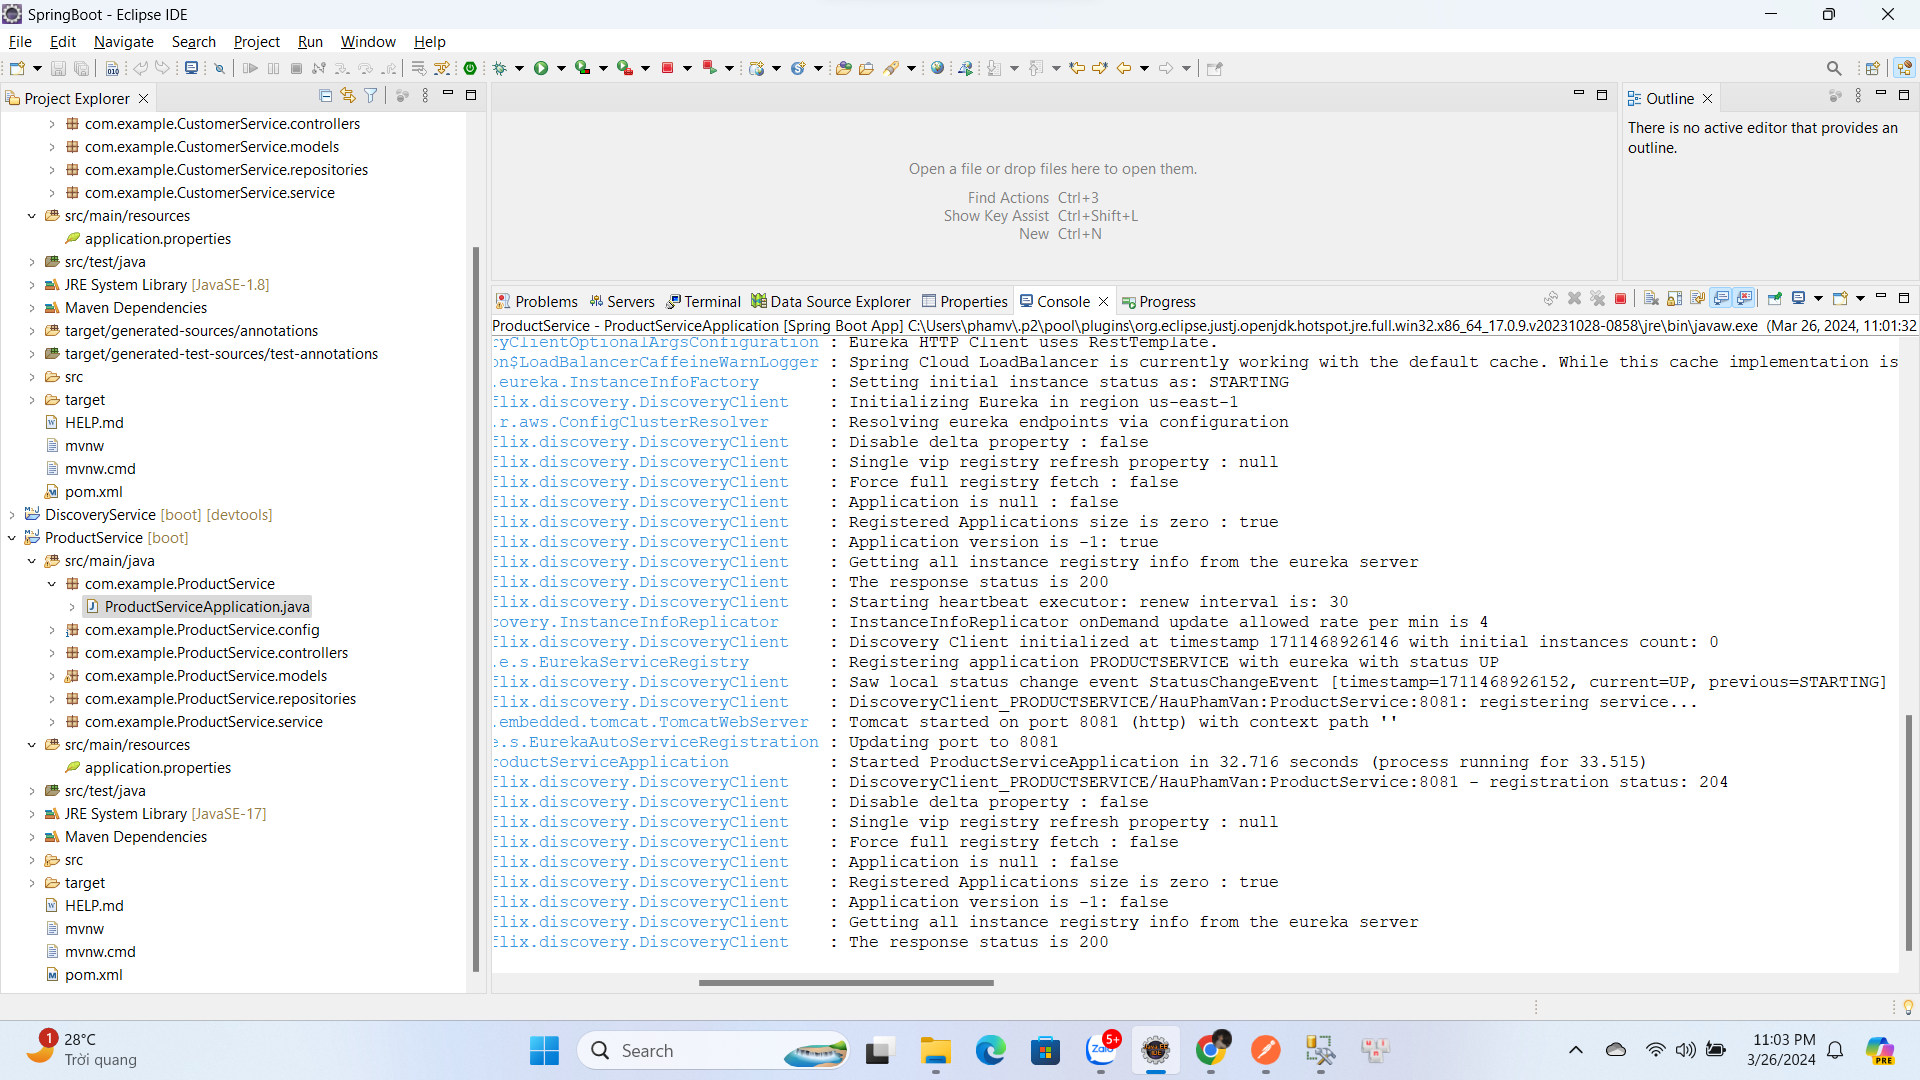 SpringBoot - Eclipse IDE
File Edit Navigate Search Project Run Window Help
Project Explorer
com.example.CustomerService.controllers
com.example.CustomerService.models
com.example.CustomerService.repositories
com.example.CustomerService.service
src/main/resources
application.properties
src/test/java
JRE System Library [JavaSE-1.8]
Maven Dependencies
target/generated-sources/annotations
target/generated-test-sources/test-annotations
src
target
HELP.md
mvnw
mvnw.cmd
pom.xml
DiscoveryService [boot] [devtools]
ProductService [boot]
src/main/java
com.example.ProductService
ProductServiceApplication.java
com.example.ProductService.config
com.example.ProductService.controllers
com.example.ProductService.models
com.example.ProductService.repositories
com.example.ProductService.service
src/main/resources
application.properties
src/test/java
JRE System Library [JavaSE-17]
Maven Dependencies
src
target
HELP.md
mvnw
mvnw.cmd
pom.xml
Open a file or drop files here to open them.
Find Actions Ctrl+3
Show Key Assist Ctrl+Shift+L
New Ctrl+N
Outline
There is no active editor that provides an
outline.
Problems Servers Terminal Data Source Explorer Properties Console Progress
ProductService - ProductServiceApplication [Spring Boot App] C:\Users\phamv\.p2\pool\plugins\org.eclipse.justj.openjdk.hotspot.jre.full.win32.x86_64_17.0.9.v20231028-0858\jre\bin\javaw.exe (Mar 26, 2024, 11:01:32
ryClientOptionalArgsConfiguration : Eureka HTTP Client uses RestTemplate.
on$LoadBalancerCaffeineWarnLogger : Spring Cloud LoadBalancer is currently working with the default cache. While this cache implementation is
.eureka.InstanceInfoFactory : Setting initial instance status as: STARTING
flix.discovery.DiscoveryClient : Initializing Eureka in region us-east-1
.r.aws.ConfigClusterResolver : Resolving eureka endpoints via configuration
flix.discovery.DiscoveryClient : Disable delta property : false
flix.discovery.DiscoveryClient : Single vip registry refresh property : null
flix.discovery.DiscoveryClient : Force full registry fetch : false
flix.discovery.DiscoveryClient : Application is null : false
flix.discovery.DiscoveryClient : Registered Applications size is zero : true
flix.discovery.DiscoveryClient : Application version is -1: true
flix.discovery.DiscoveryClient : Getting all instance registry info from the eureka server
flix.discovery.DiscoveryClient : The response status is 200
flix.discovery.DiscoveryClient : Starting heartbeat executor: renew interval is: 30
covery.InstanceInfoReplicator : InstanceInfoReplicator onDemand update allowed rate per min is 4
flix.discovery.DiscoveryClient : Discovery Client initialized at timestamp 1711468926146 with initial instances count: 0
.e.s.EurekaServiceRegistry : Registering application PRODUCTSERVICE with eureka with status UP
flix.discovery.DiscoveryClient : Saw local status change event StatusChangeEvent [timestamp=1711468926152, current=UP, previous=STARTING]
flix.discovery.DiscoveryClient : DiscoveryClient_PRODUCTSERVICE/HauPhamVan:ProductService:8081: registering service...
.embedded.tomcat.TomcatWebServer : Tomcat started on port 8081 (http) with context path ''
e.s.EurekaAutoServiceRegistration : Updating port to 8081
roductServiceApplication : Started ProductServiceApplication in 32.716 seconds (process running for 33.515)
flix.discovery.DiscoveryClient : DiscoveryClient_PRODUCTSERVICE/HauPhamVan:ProductService:8081 - registration status: 204
flix.discovery.DiscoveryClient : Disable delta property : false
flix.discovery.DiscoveryClient : Single vip registry refresh property : null
flix.discovery.DiscoveryClient : Force full registry fetch : false
flix.discovery.DiscoveryClient : Application is null : false
flix.discovery.DiscoveryClient : Registered Applications size is zero : true
flix.discovery.DiscoveryClient : Application version is -1: false
flix.discovery.DiscoveryClient : Getting all instance registry info from the eureka server
flix.discovery.DiscoveryClient : The response status is 200
1
28°C
Trời quang
Search
Zalo
5+
11:03 PM
3/26/2024
PRE